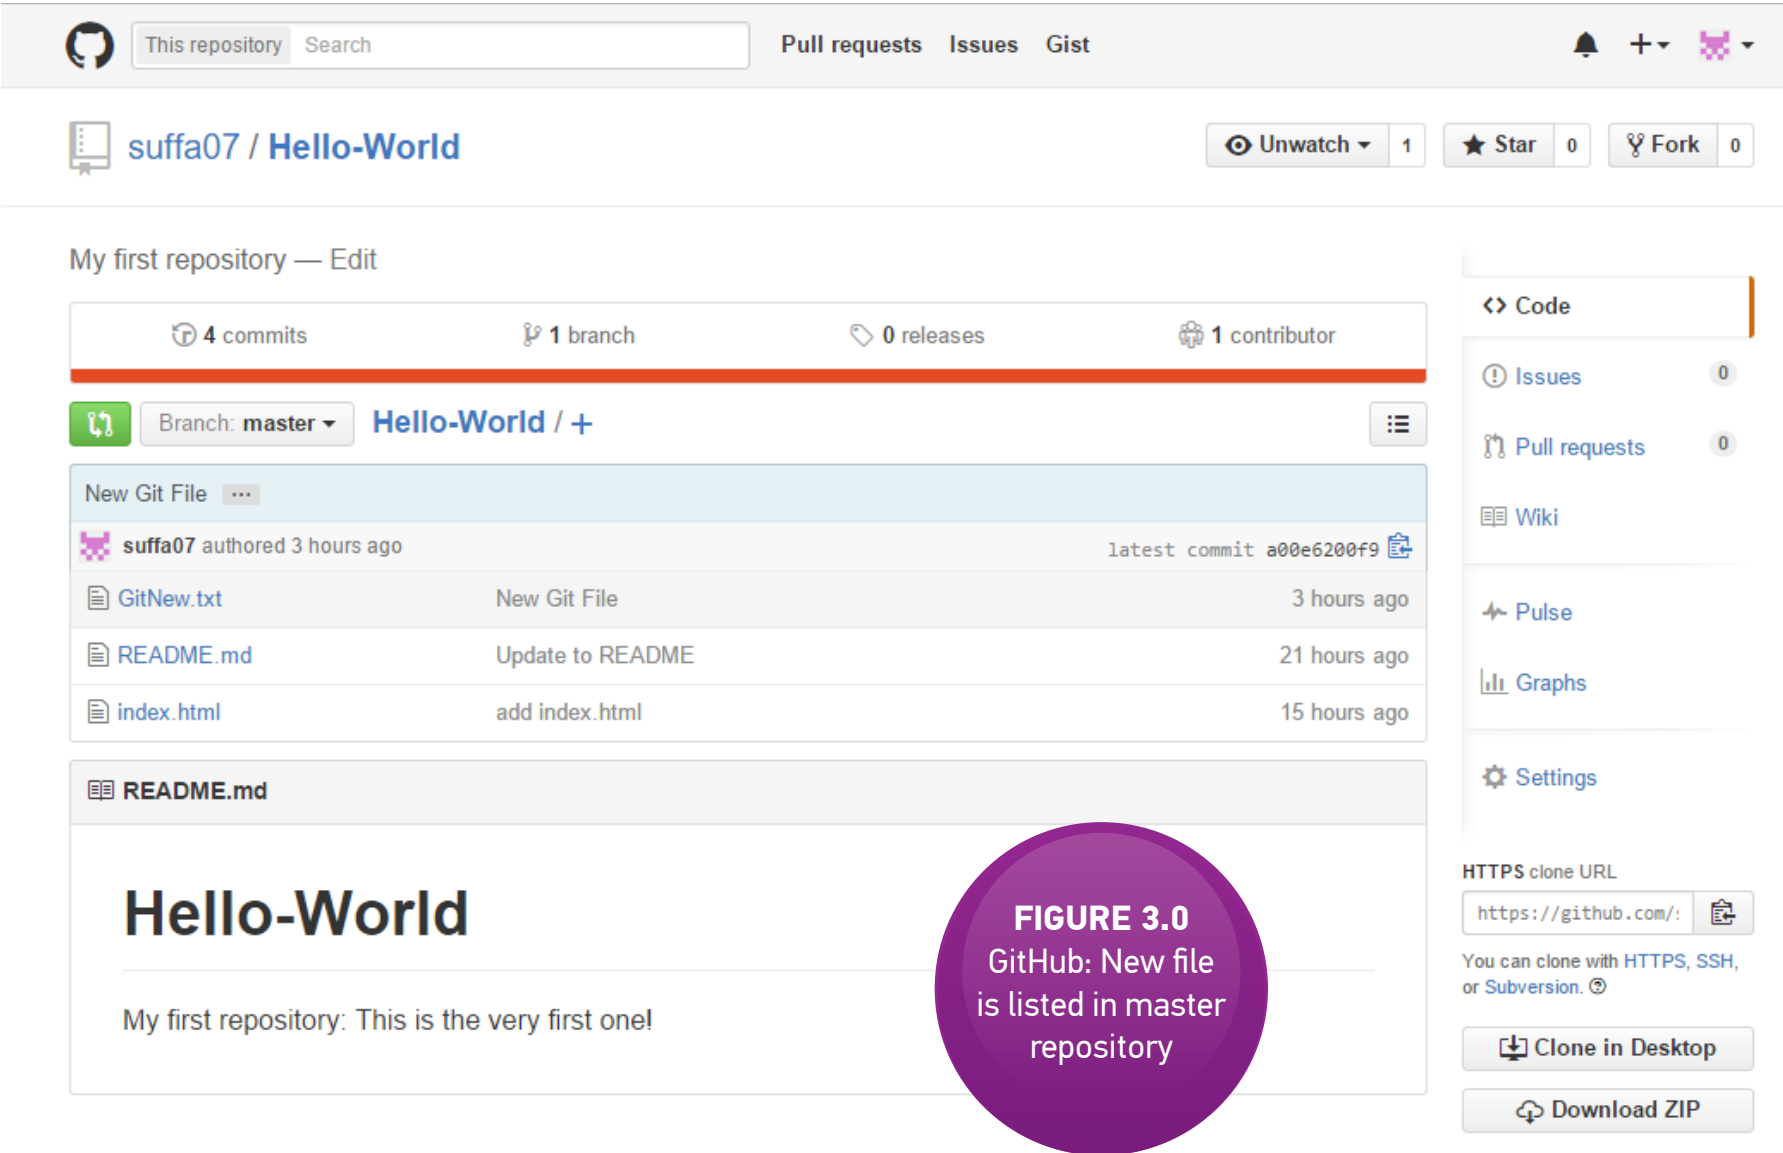 This repository Search Pull requests Issues Gist
suffa07 / Hello-World Unwatch 1 Star 0 Fork 0
My first repository — Edit
4 commits 1 branch 0 releases 1 contributor
Branch: master Hello-World / +
New Git File ...
suffa07 authored 3 hours ago latest commit a00e6200f9
GitNew.txt New Git File 3 hours ago
README.md Update to README 21 hours ago
index.html add index.html 15 hours ago
README.md
Hello-World
My first repository: This is the very first one!
FIGURE 3.0
GitHub: New file
is listed in master
repository
Code
Issues 0
Pull requests 0
Wiki
Pulse
Graphs
Settings
HTTPS clone URL
https://github.com/
You can clone with HTTPS, SSH,
or Subversion.
Clone in Desktop
Download ZIP